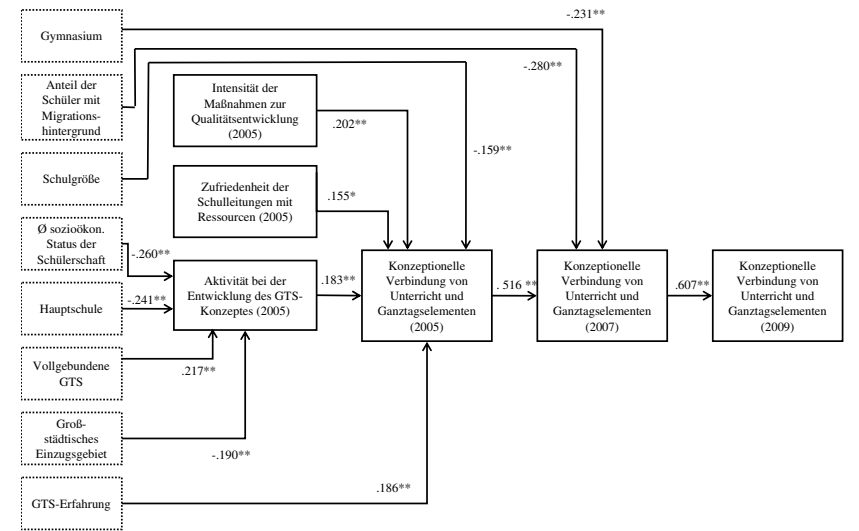 Gymnasium
Anteil der
Schüler mit
Migrations-
hintergrund
Schulgröße
Ø sozioökon.
Status der
Schülerschaft
Hauptschule
Vollgebundene
GTS
Groß-
städtisches
Einzugsgebiet
GTS-Erfahrung
Intensität der
Maßnahmen zur
Qualitätsentwicklung
(2005)
Zufriedenheit der
Schulleitungen mit
Ressourcen (2005)
Aktivität bei der
Entwicklung des GTS-
Konzeptes (2005)
Konzeptionelle
Verbindung von
Unterricht und
Ganztagselementen
(2005)
Konzeptionelle
Verbindung von
Unterricht und
Ganztagselementen
(2007)
Konzeptionelle
Verbindung von
Unterricht und
Ganztagselementen
(2009)
-.231**
-.280**
.202**
-.159**
.155*
-.260**
-.241**
.183**
. 516 **
.607**
.217**
-.190**
.186**